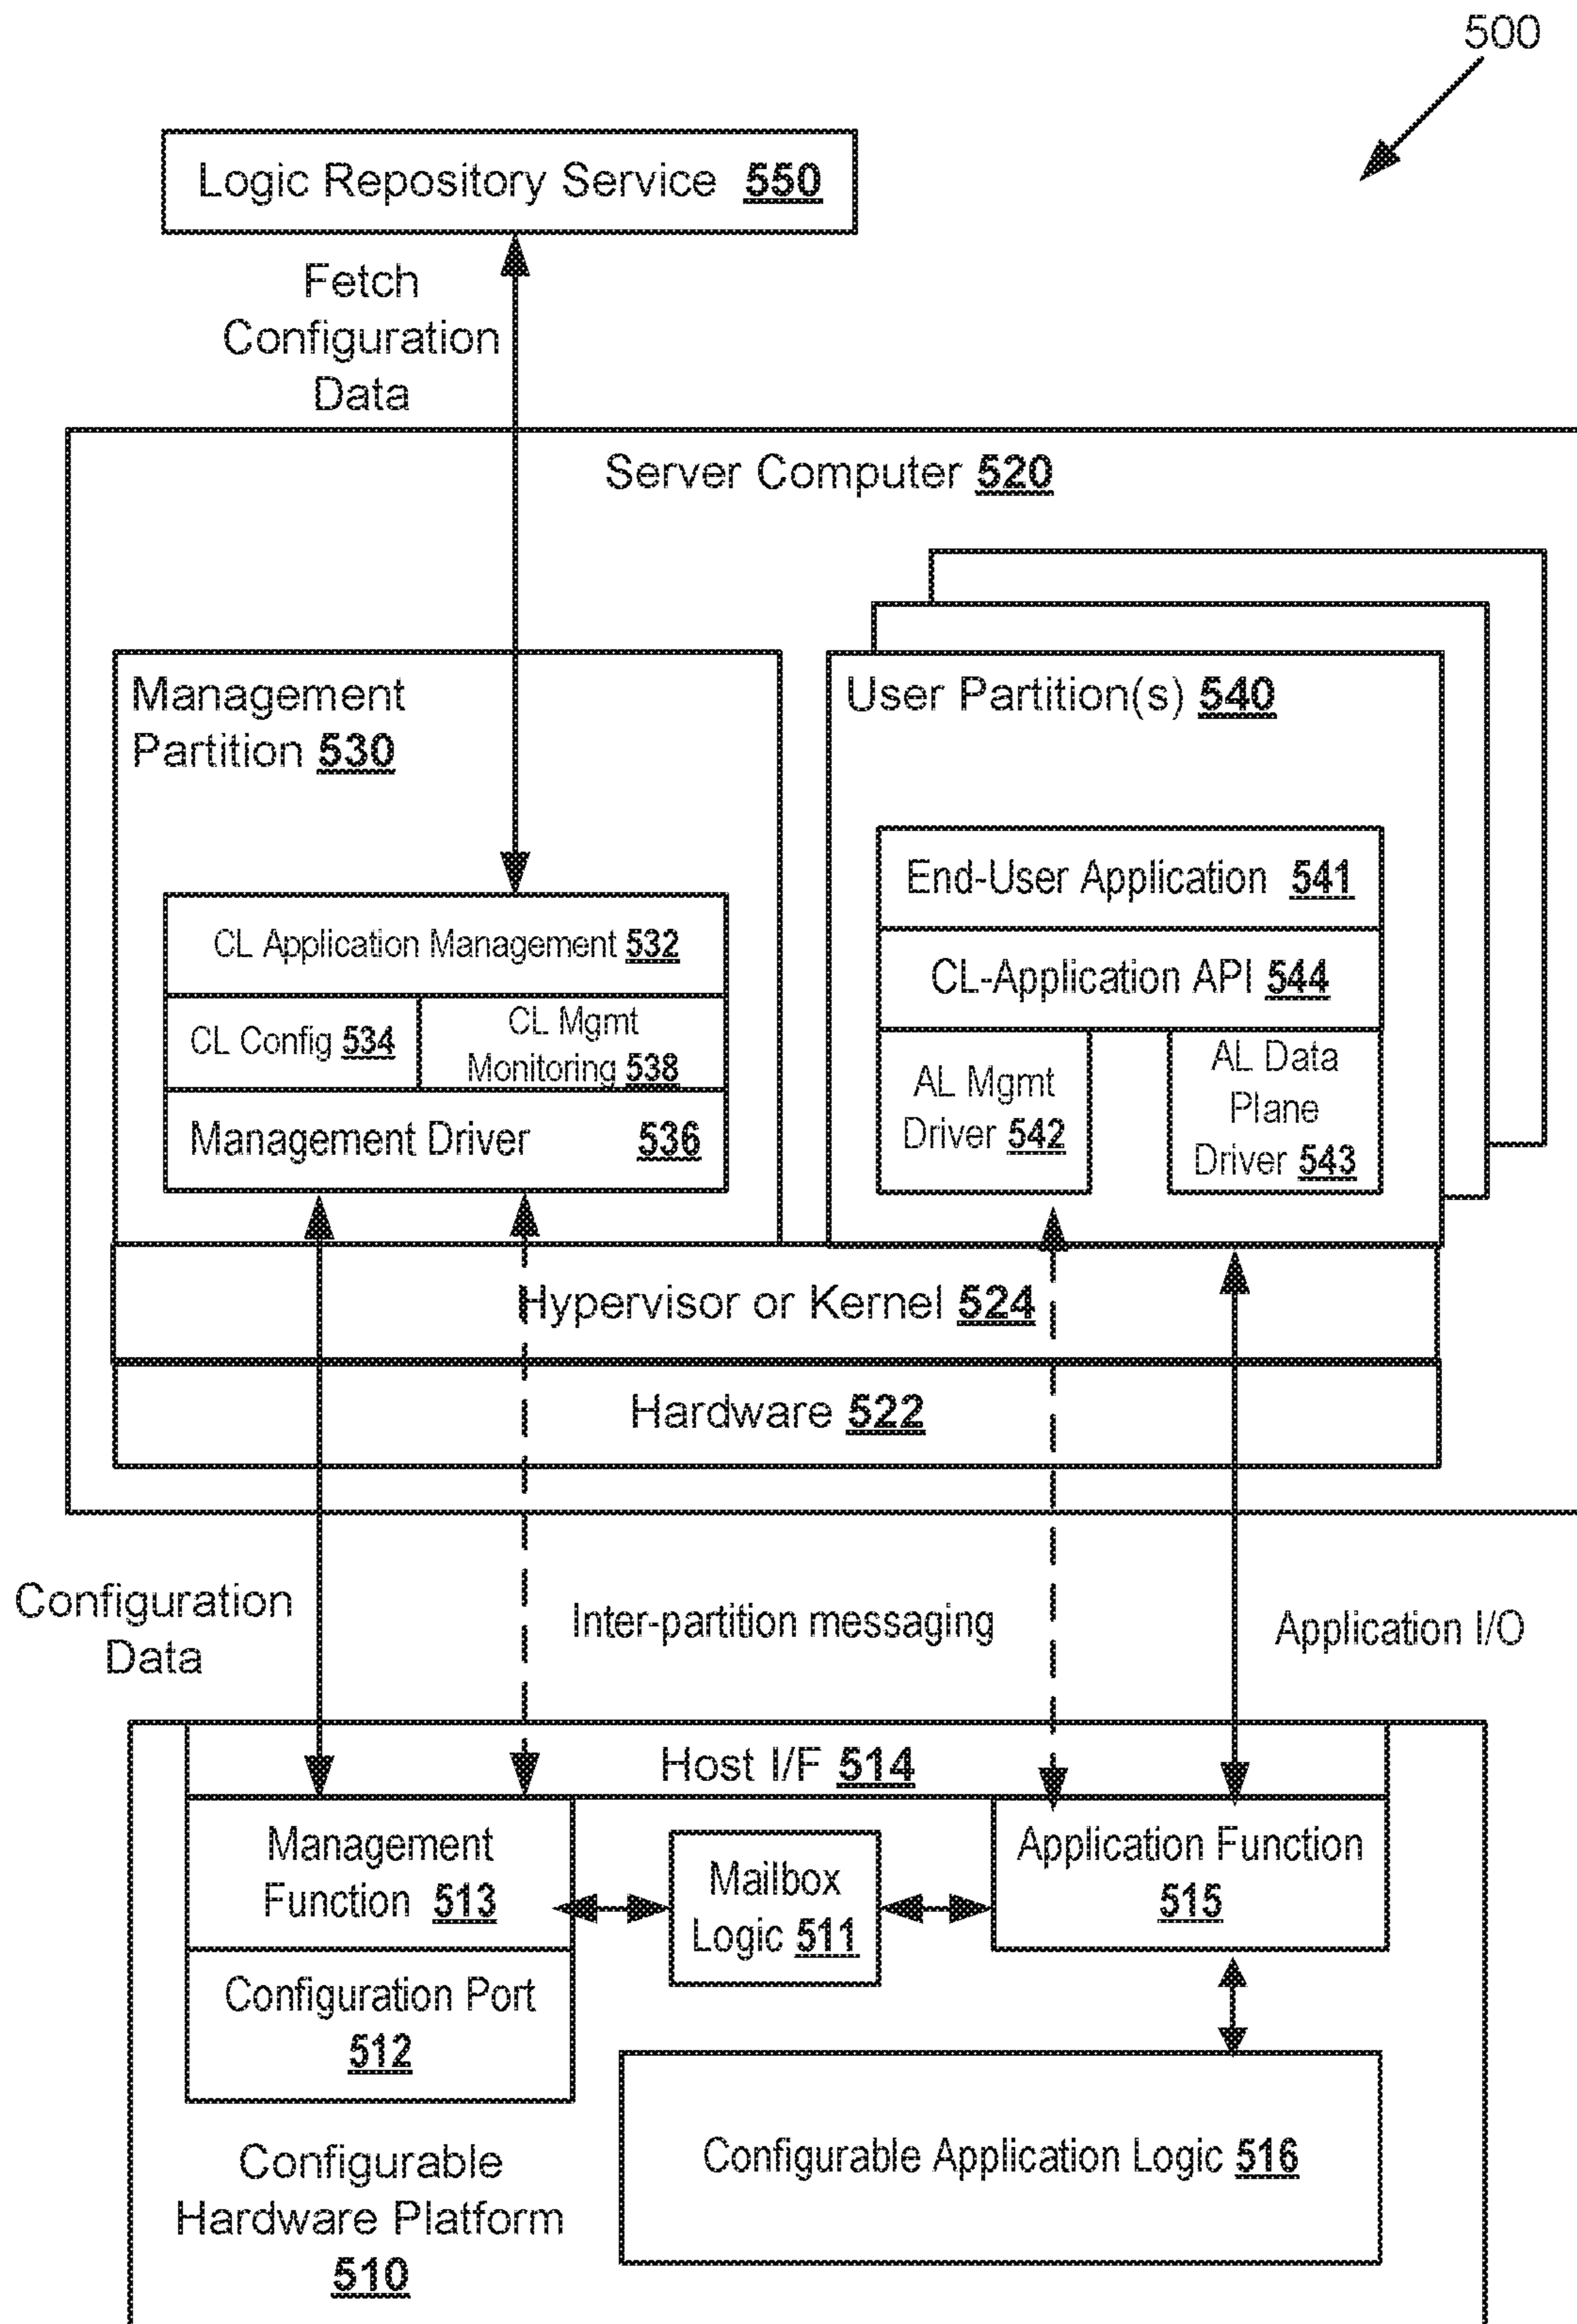 500
Logic Repository Service 550
Fetch
Configuration
Data
Server Computer 520
Management
Partition 530
User Partition(s) 540
End-User Application 541
CL Application Management 532
CL-Application API 544
CL Config 534
CL Mgmt
Monitoring 538
AL Mgmt
Driver 542
AL Data
Plane
Driver 543
Management Driver 536
Hypervisor or Kernel 524
Hardware 522
Configuration
Data
Inter-partition messaging
Application I/O
Host I/F 514
Management
Function 513
Mailbox
Logic 511
Application Function
515
Configuration Port
512
Configurable Application Logic 516
Configurable
Hardware Platform
510